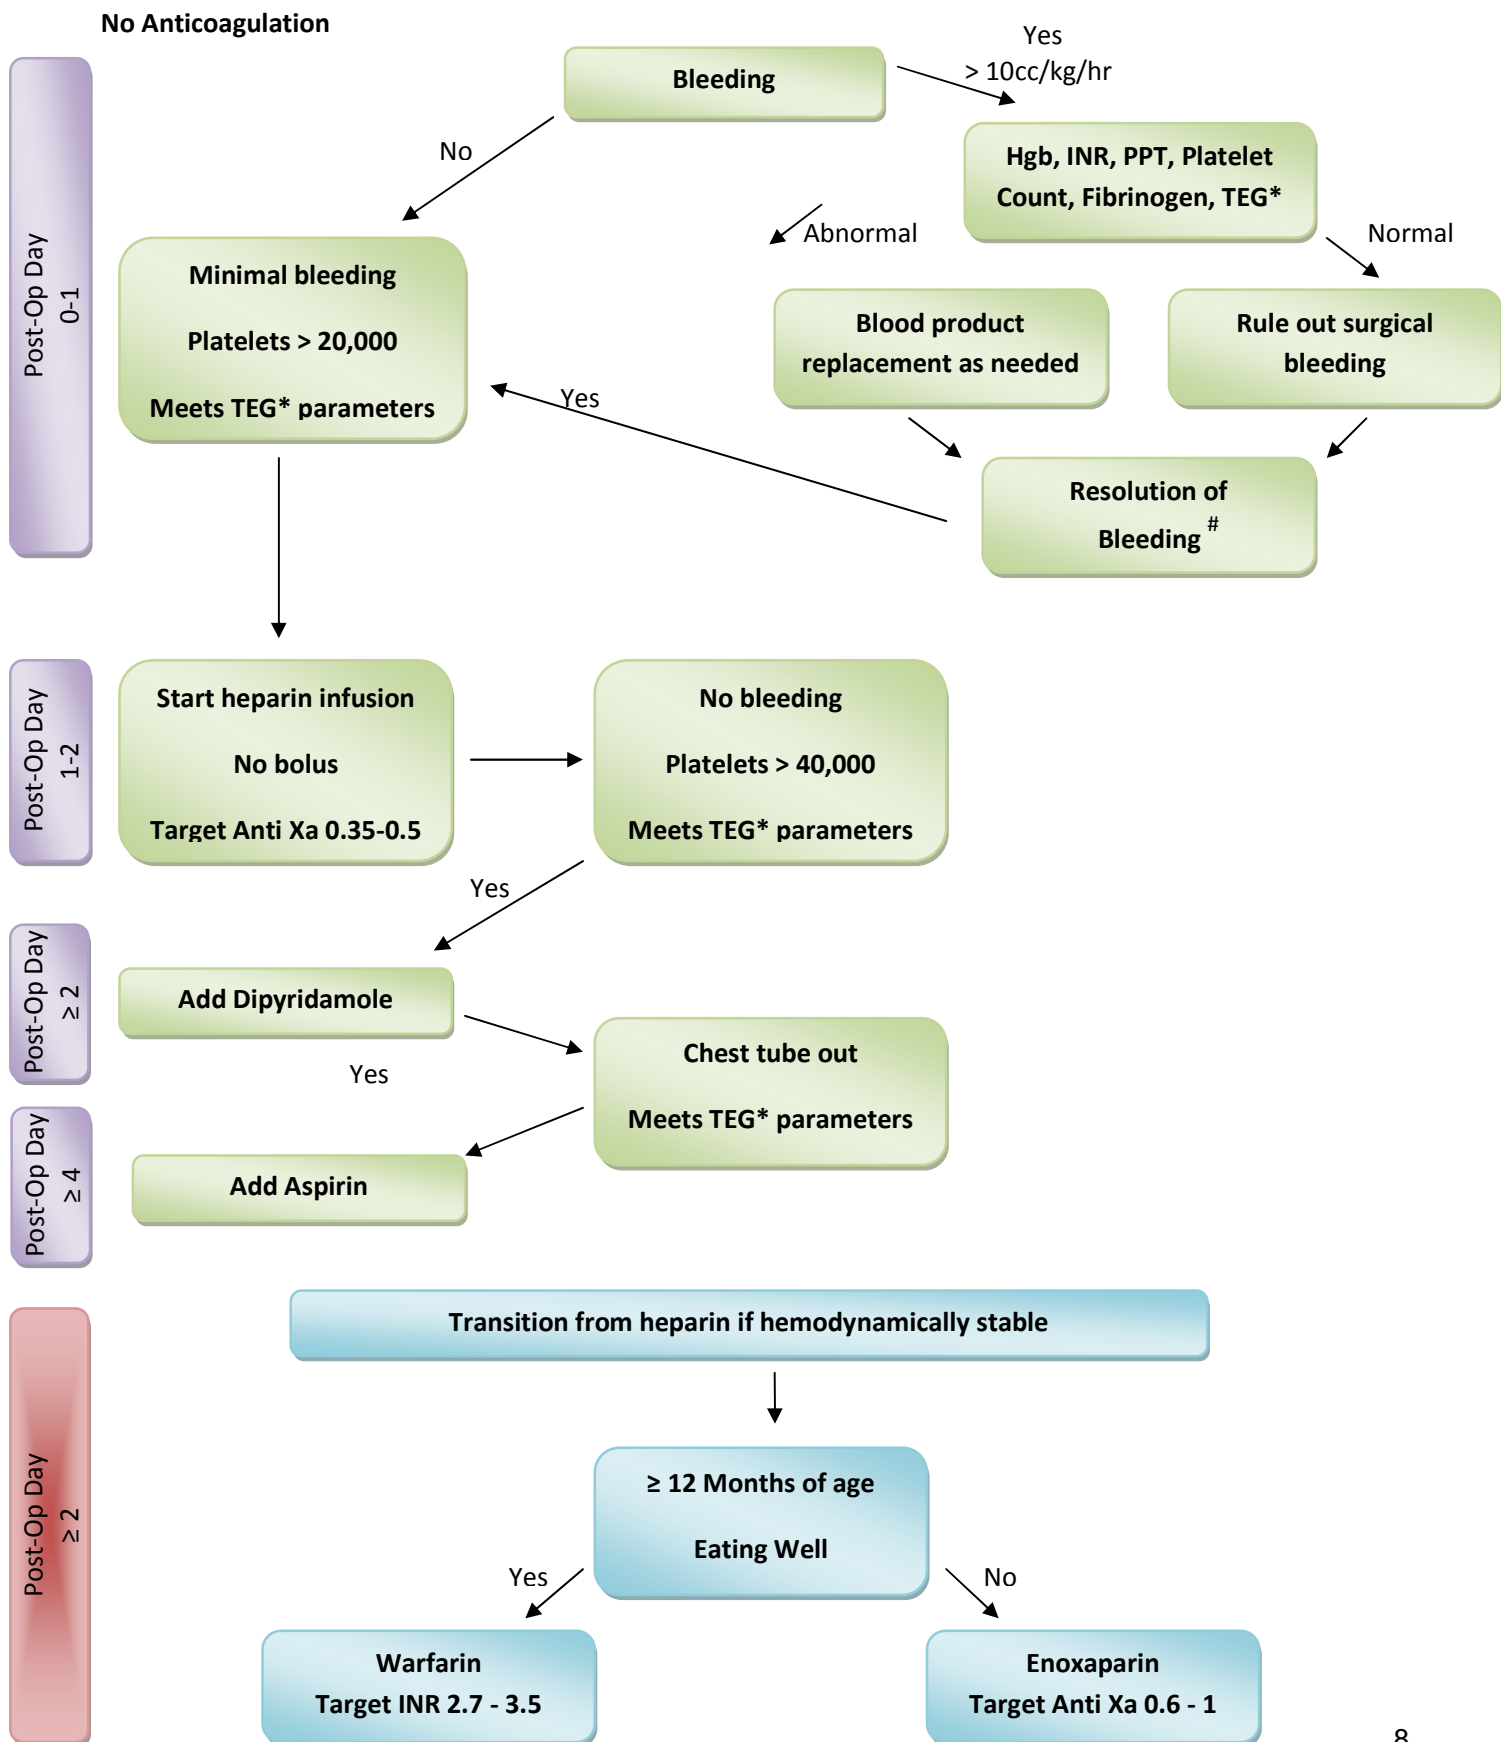 No Anticoagulation
Post-Op Day
0-1
Bleeding
Yes
> 10cc/kg/hr
No
Hgb, INR, PPT, Platelet
Count, Fibrinogen, TEG*
Abnormal
Normal
Minimal bleeding
Platelets > 20,000
Meets TEG* parameters
Blood product
replacement as needed
Rule out surgical
bleeding
Yes
Resolution of
Bleeding #
Post-Op Day
1-2
Start heparin infusion
No bolus
Target Anti Xa 0.35-0.5
No bleeding
Platelets > 40,000
Meets TEG* parameters
Yes
Post-Op Day
≥ 2
Add Dipyridamole
Yes
Chest tube out
Meets TEG* parameters
Post-Op Day
≥ 4
Add Aspirin
Post-Op Day
≥ 2
Transition from heparin if hemodynamically stable
≥ 12 Months of age
Eating Well
Yes
No
Warfarin
Target INR 2.7 - 3.5
Enoxaparin
Target Anti Xa 0.6 - 1
8